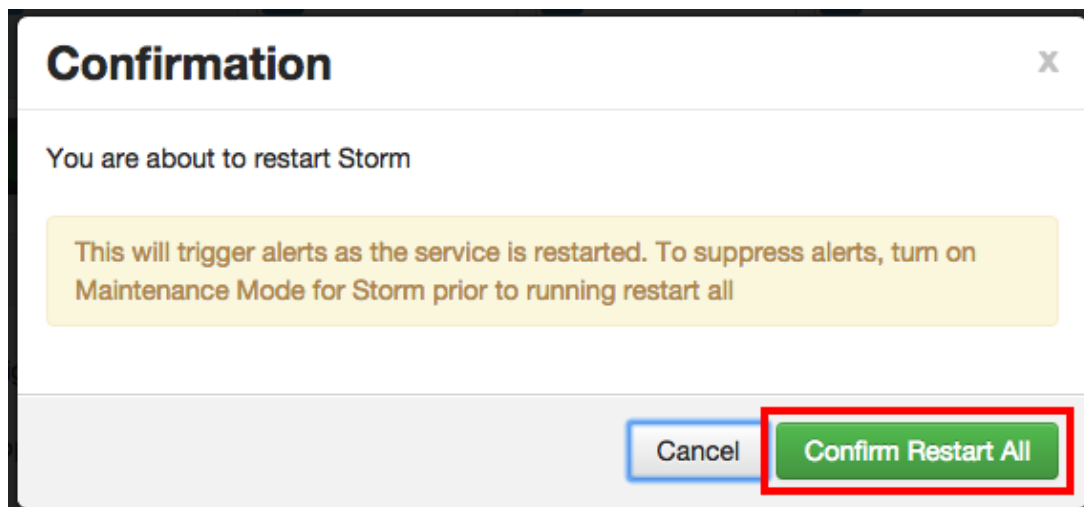 Confirmation
x
You are about to restart Storm
This will trigger alerts as the service is restarted. To suppress alerts, turn on
Maintenance Mode for Storm prior to running restart all
Cancel
Confirm Restart All